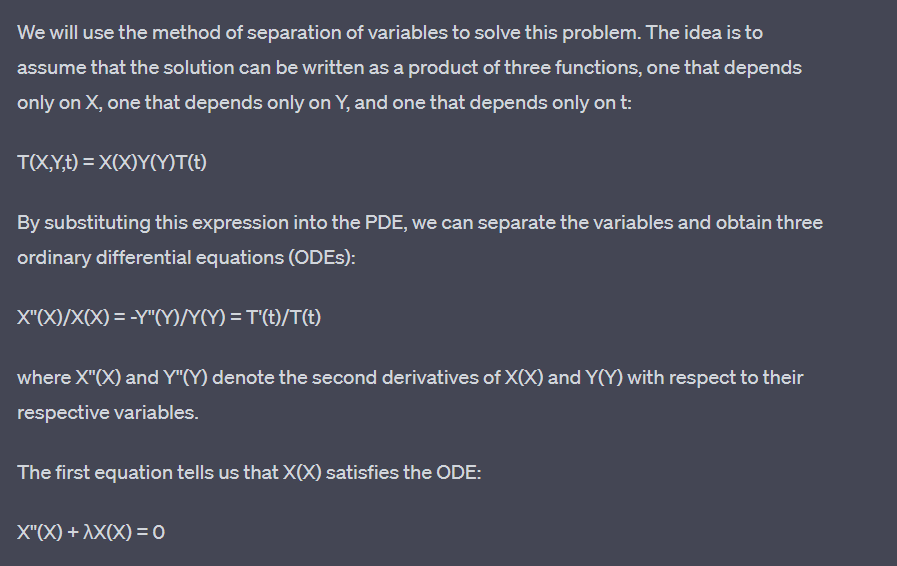 We will use the method of separation of variables to solve this problem. The idea is to
assume that the solution can be written as a product of three functions, one that depends
only on X, one that depends only on Y, and one that depends only on t:
T(X,Y,t) = X(X)Y(Y)T(t)
By substituting this expression into the PDE, we can separate the variables and obtain three
ordinary differential equations (ODEs):
X"(X)/X(X) = -Y"(Y)/Y(Y) = T'(t)/T(t)
where X"(X) and Y"(Y) denote the second derivatives of X(X) and Y(Y) with respect to their
respective variables.
The first equation tells us that X(X) satisfies the ODE:
X"(X) + λX(X) = 0